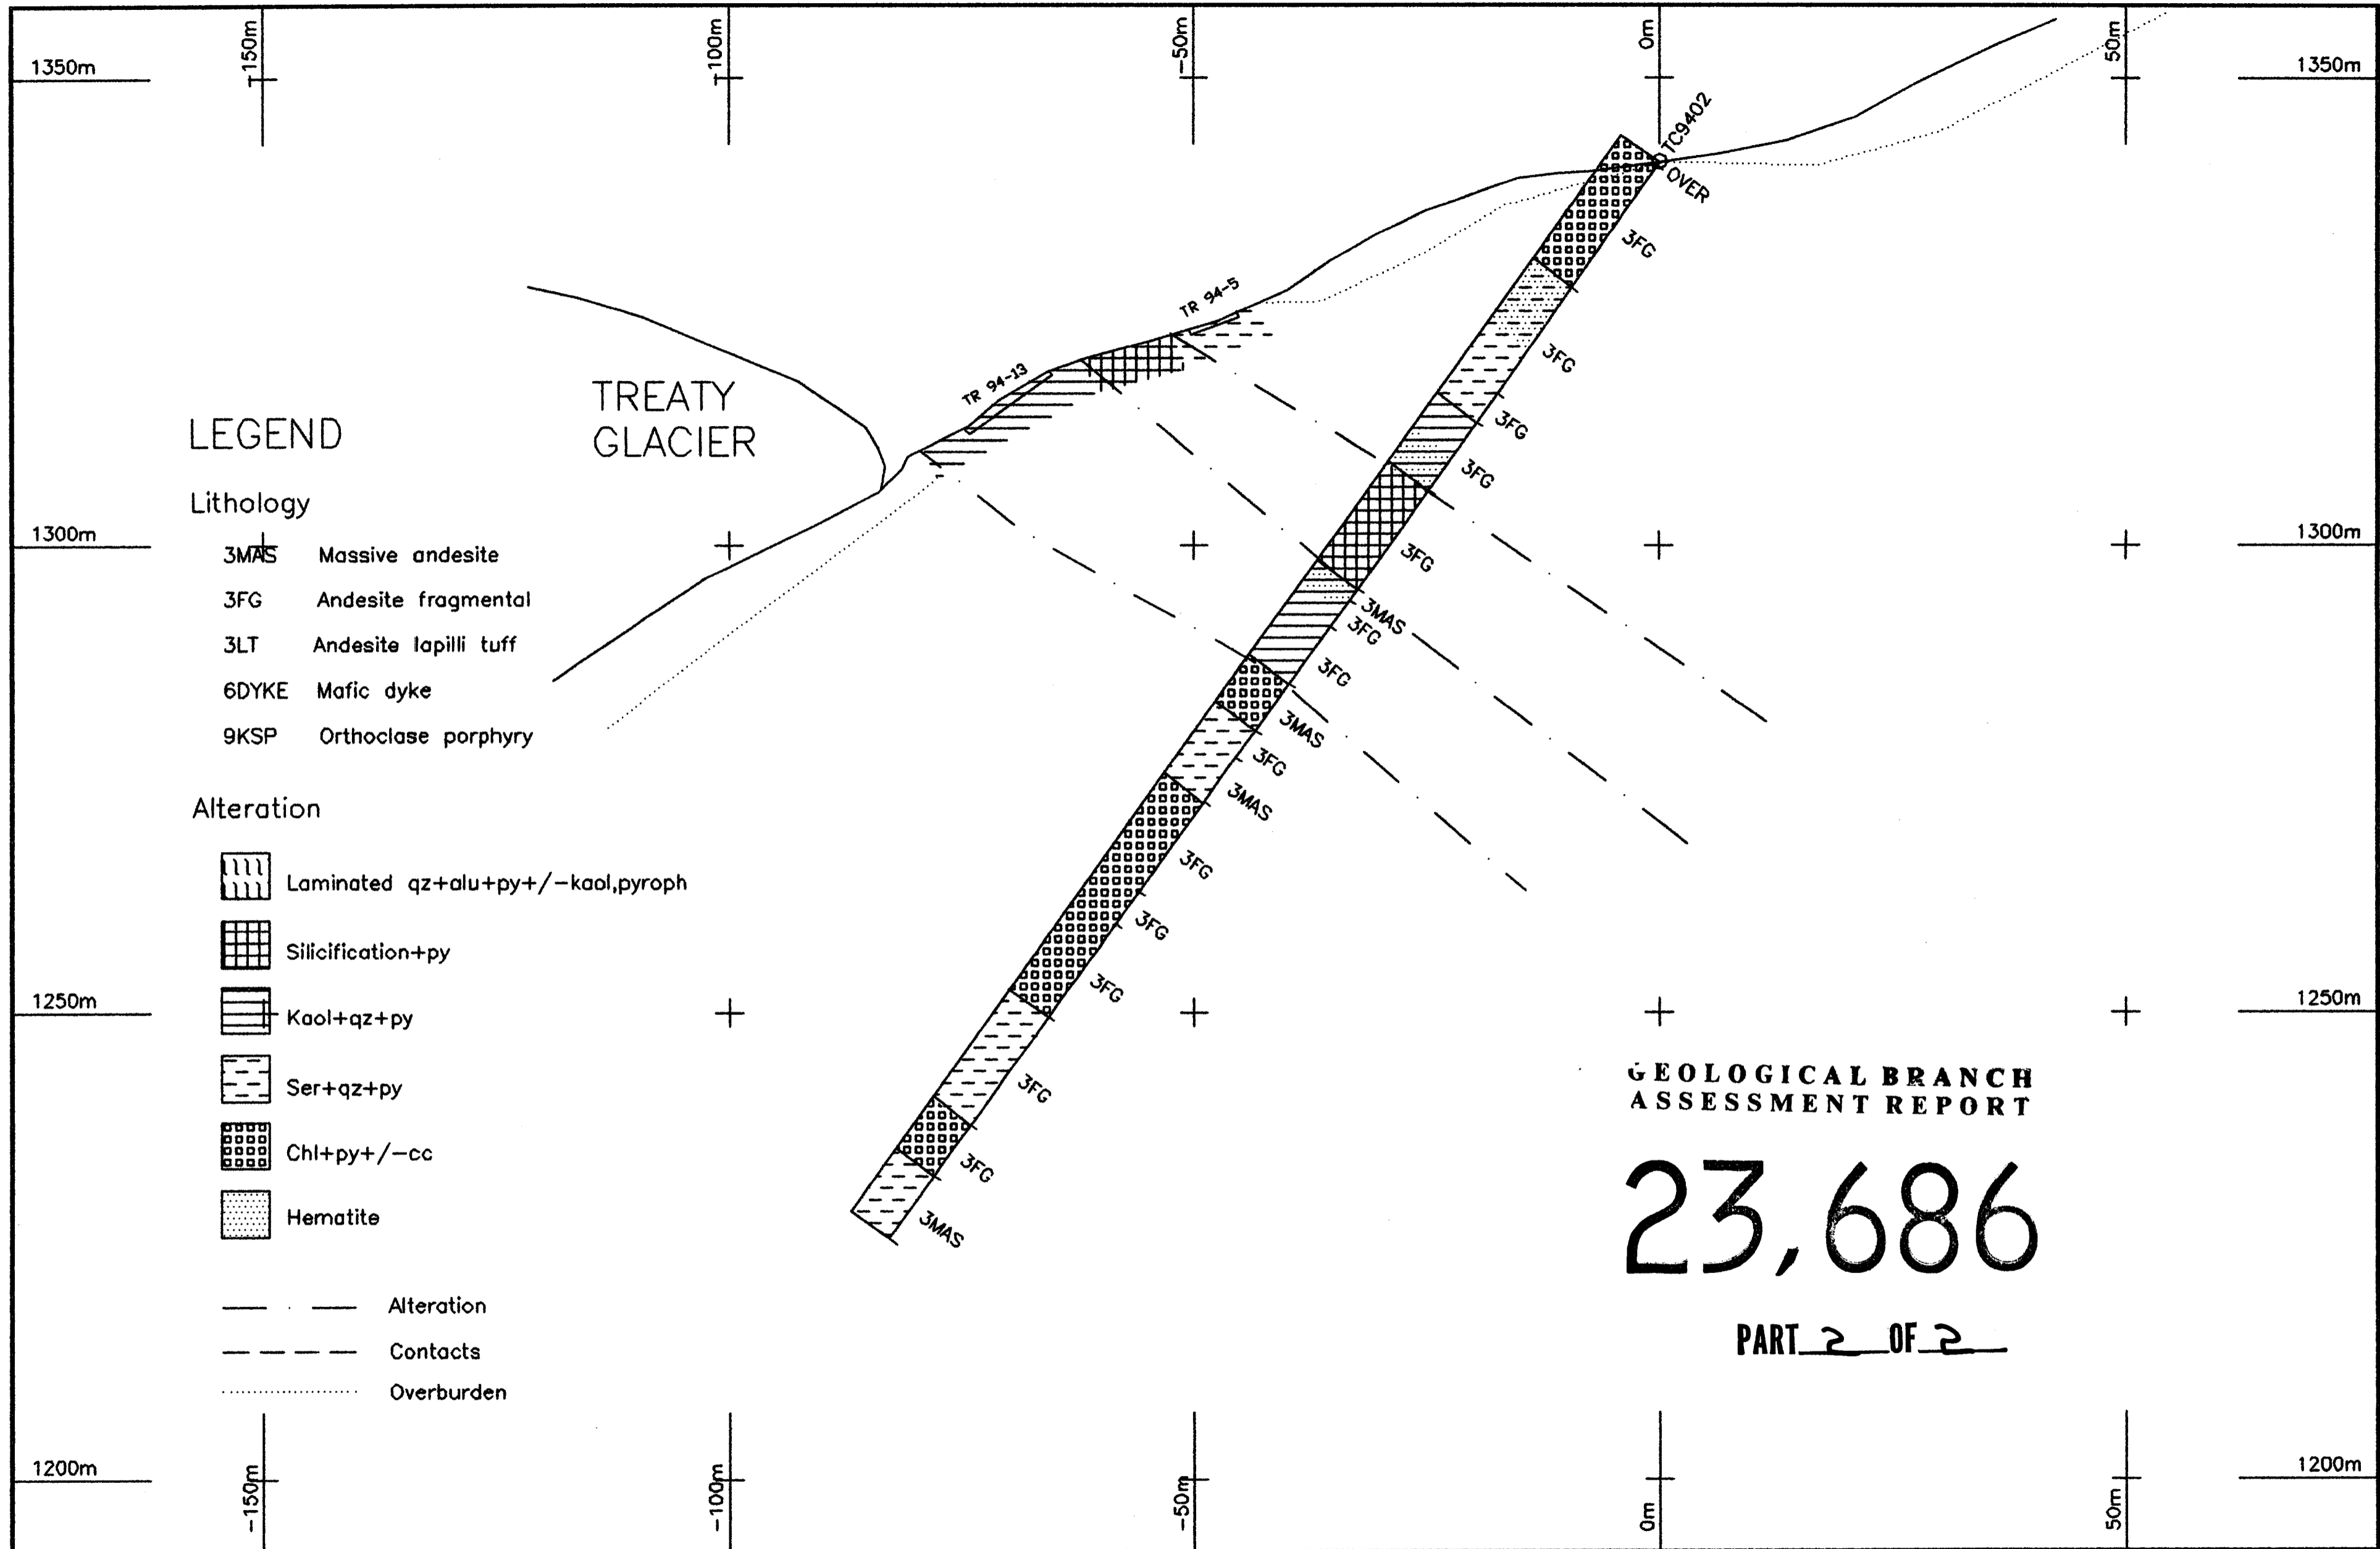 -150m
-100m
-50m
0m
50m
1350m
1350m
TC9402
OVER
3FG
TR 94-5
3FG
TR 94-13
3FG
3FG
TREATY
GLACIER
LEGEND
Lithology
1300m
1300m
3MAS Massive andesite
3FG Andesite fragmental
3LT Andesite lapilli tuff
6DYKE Mafic dyke
9KSP Orthoclase porphyry
3FG
3MAS
3FG
3FG
3MAS
3FG
3MAS
3FG
3FG
3FG
3FG
3FG
3MAS
Alteration
Laminated qz+alu+py+/-kaol,pyroph
Silicification+py
1250m
1250m
Kaol+qz+py
Ser+qz+py
Chl+py+/-cc
Hematite
Alteration
Contacts
Overburden
GEOLOGICAL BRANCH
ASSESSMENT REPORT
23,686
PART 2 OF 2
1200m
1200m
-150m
-100m
-50m
0m
50m